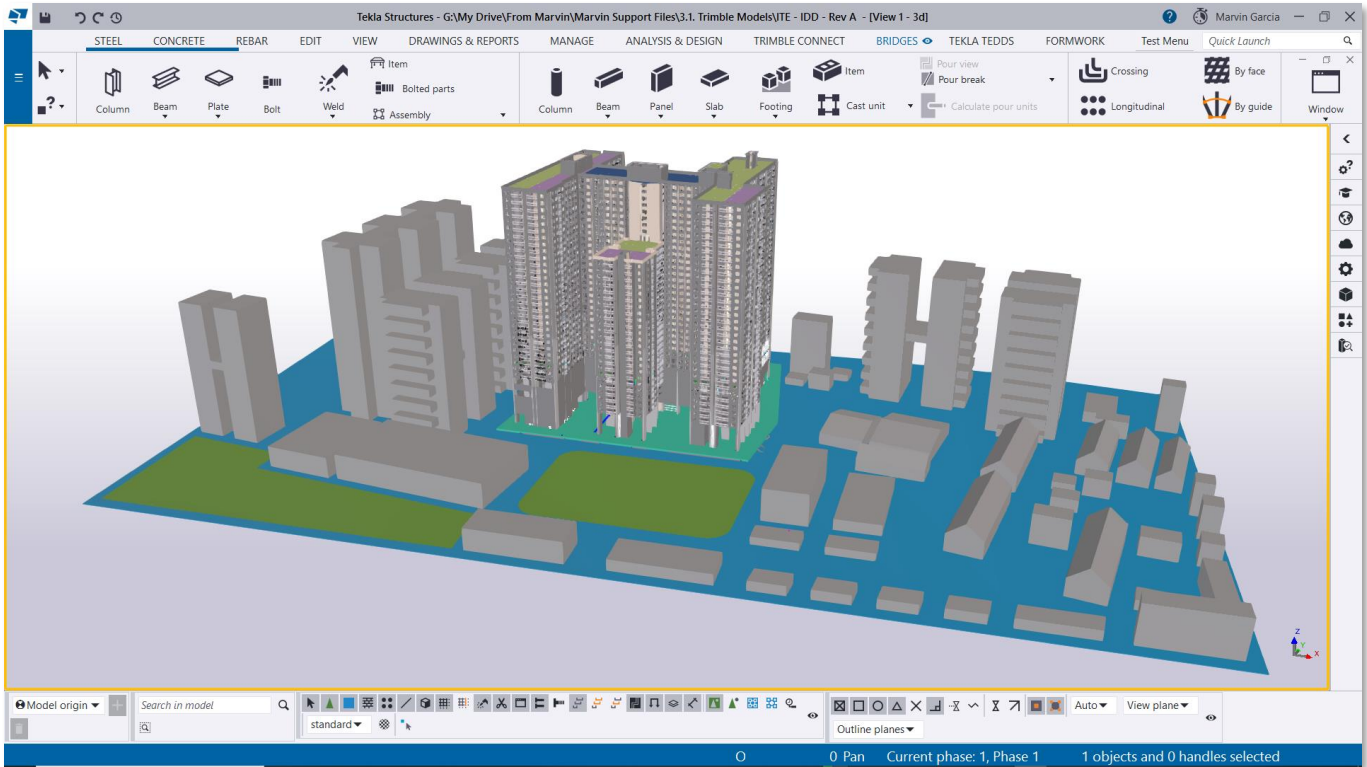 Tekla Structures - G:\My Drive\From Marvin\Marvin Support Files\3.1. Trimble Models\ITE - IDD - Rev A - [View 1 - 3d]
? Marvin Garcia
STEEL CONCRETE REBAR EDIT VIEW DRAWINGS & REPORTS MANAGE ANALYSIS & DESIGN TRIMBLE CONNECT BRIDGES TEKLA TEDDS FORMWORK Test Menu Quick Launch
Item
Bolted parts
Assembly
Column Beam Plate Bolt Weld
Column Beam Panel Slab Footing
Item
Cast unit
Pour view
Pour break
Calculate pour units
Crossing
Longitudinal
By face
By guide
Window
Z
Y
X
Model origin
Search in model
standard
Auto
View plane
Outline planes
O 0 Pan Current phase: 1, Phase 1 1 objects and 0 handles selected